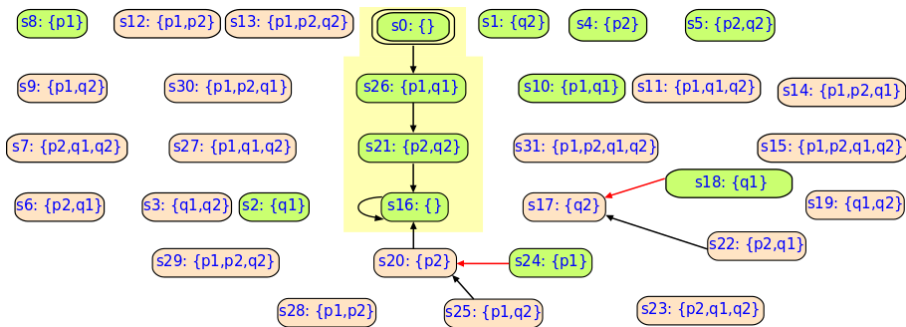 s8: {p1}
s12: {p1,p2}
s13: {p1,p2,q2}
s0: {}
s1: {q2}
s4: {p2}
s5: {p2,q2}
s9: {p1,q2}
s30: {p1,p2,q1}
s26: {p1,q1}
s10: {p1,q1}
s11: {p1,q1,q2}
s14: {p1,p2,q1}
s7: {p2,q1,q2}
s27: {p1,q1,q2}
s21: {p2,q2}
s31: {p1,p2,q1,q2}
s15: {p1,p2,q1,q2}
s6: {p2,q1}
s3: {q1,q2}
s2: {q1}
s16: {}
s17: {q2}
s18: {q1}
s19: {q1,q2}
s29: {p1,p2,q2}
s20: {p2}
s24: {p1}
s22: {p2,q1}
s28: {p1,p2}
s25: {p1,q2}
s23: {p2,q1,q2}